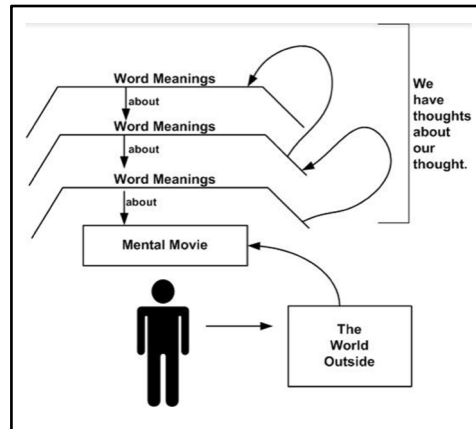 Word Meanings
about
Word Meanings
about
Word Meanings
about
Mental Movie
We
have
thoughts
about
our
thought.
The
World
Outside